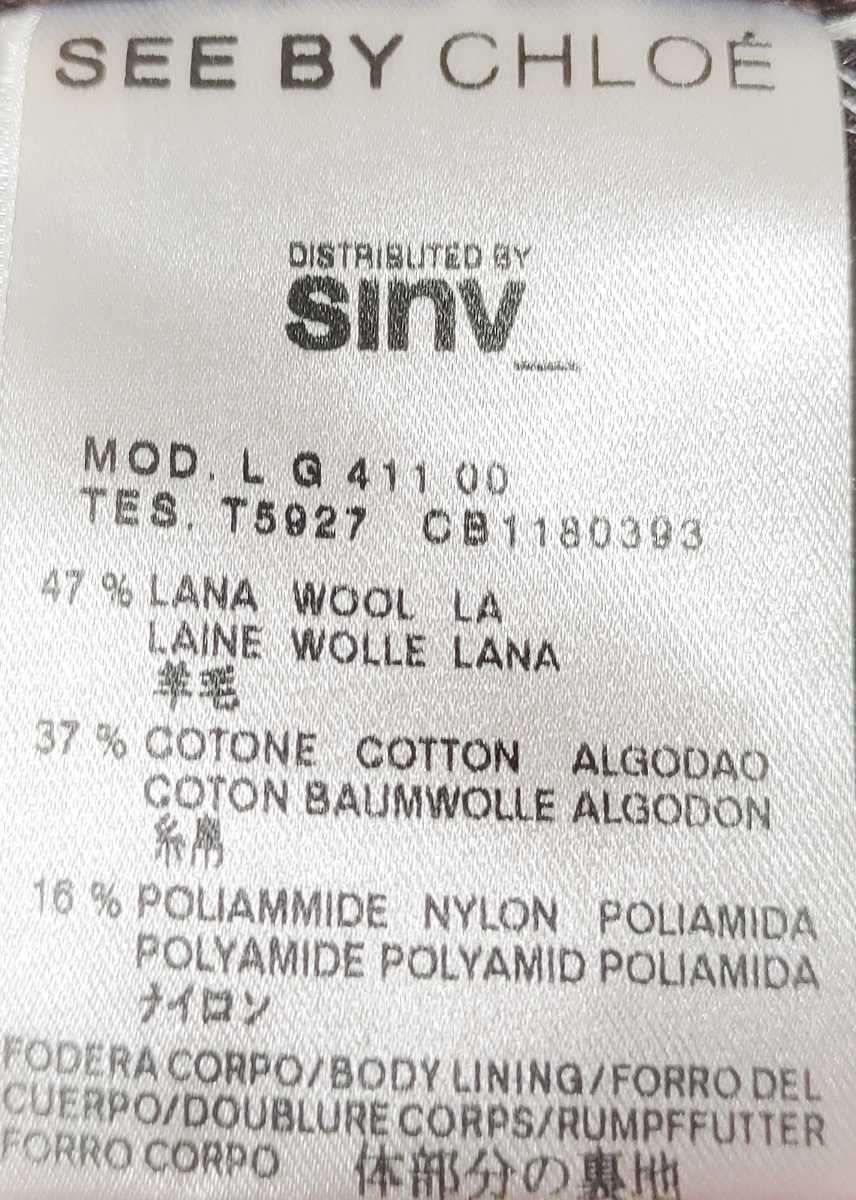 SEE BY CHLOÉ
DISTRIBUTED BY
sinv_
MOD. L G 411 00
TES. T5927 CB1180393
47 % LANA WOOL LA
LAINE WOLLE LANA
羊毛
37 % COTONE COTTON ALGODAO
COTON BAUMWOLLE ALGODON
16 % POLIAMMIDE NYLON POLIAMIDA
POLYAMIDE POLYAMID POLIAMIDA
ナイロン
FODERA CORPO/BODY LINING/FORRO DEL
CUERPO/DOUBLURE CORPS/RUMPFFUTTER
FORRO CORPO 体部分の裏地